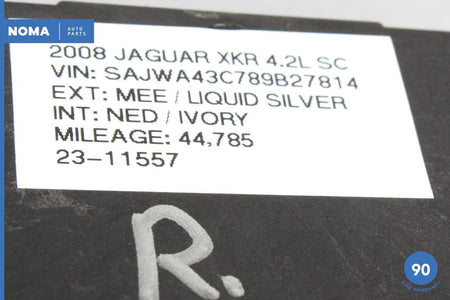 NOMA AUTO PARTS
2008 JAGUAR XKR 4.2L SC
VIN: SAJWA43C789B27814
EXT: MEE / LIQUID SILVER
INT: NED / IVORY
MILEAGE: 44,785
23-11557
R.
90